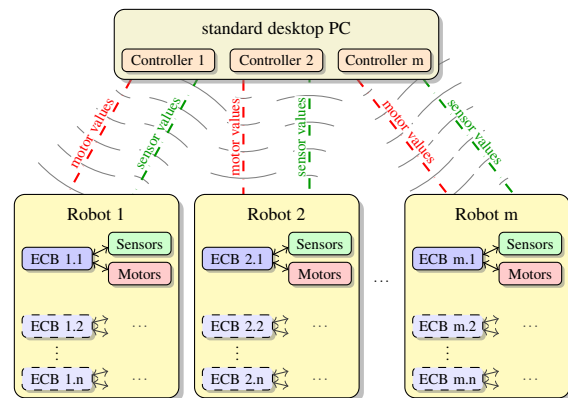 standard desktop PC
Controller 1
Controller 2
Controller m
motor values
sensor values
motor values
sensor values
motor values
sensor values
Robot 1
ECB 1.1
Sensors
Motors
ECB 1.2
...
⋮
ECB 1.n
...
Robot 2
ECB 2.1
Sensors
Motors
ECB 2.2
...
⋮
ECB 2.n
...
...
Robot m
ECB m.1
Sensors
Motors
ECB m.2
...
⋮
ECB m.n
...